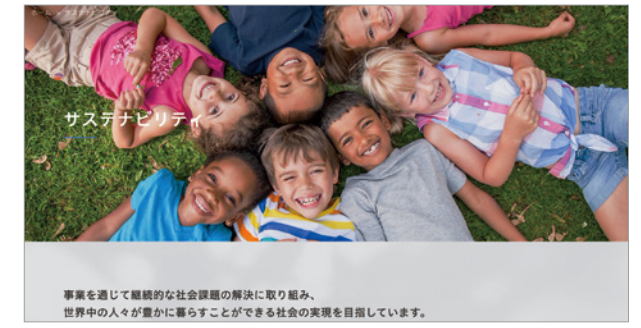 サステナビリティ
事業を通じて継続的な社会課題の解決に取り組み、
世界中の人々が豊かに暮らすことができる社会の実現を目指しています。